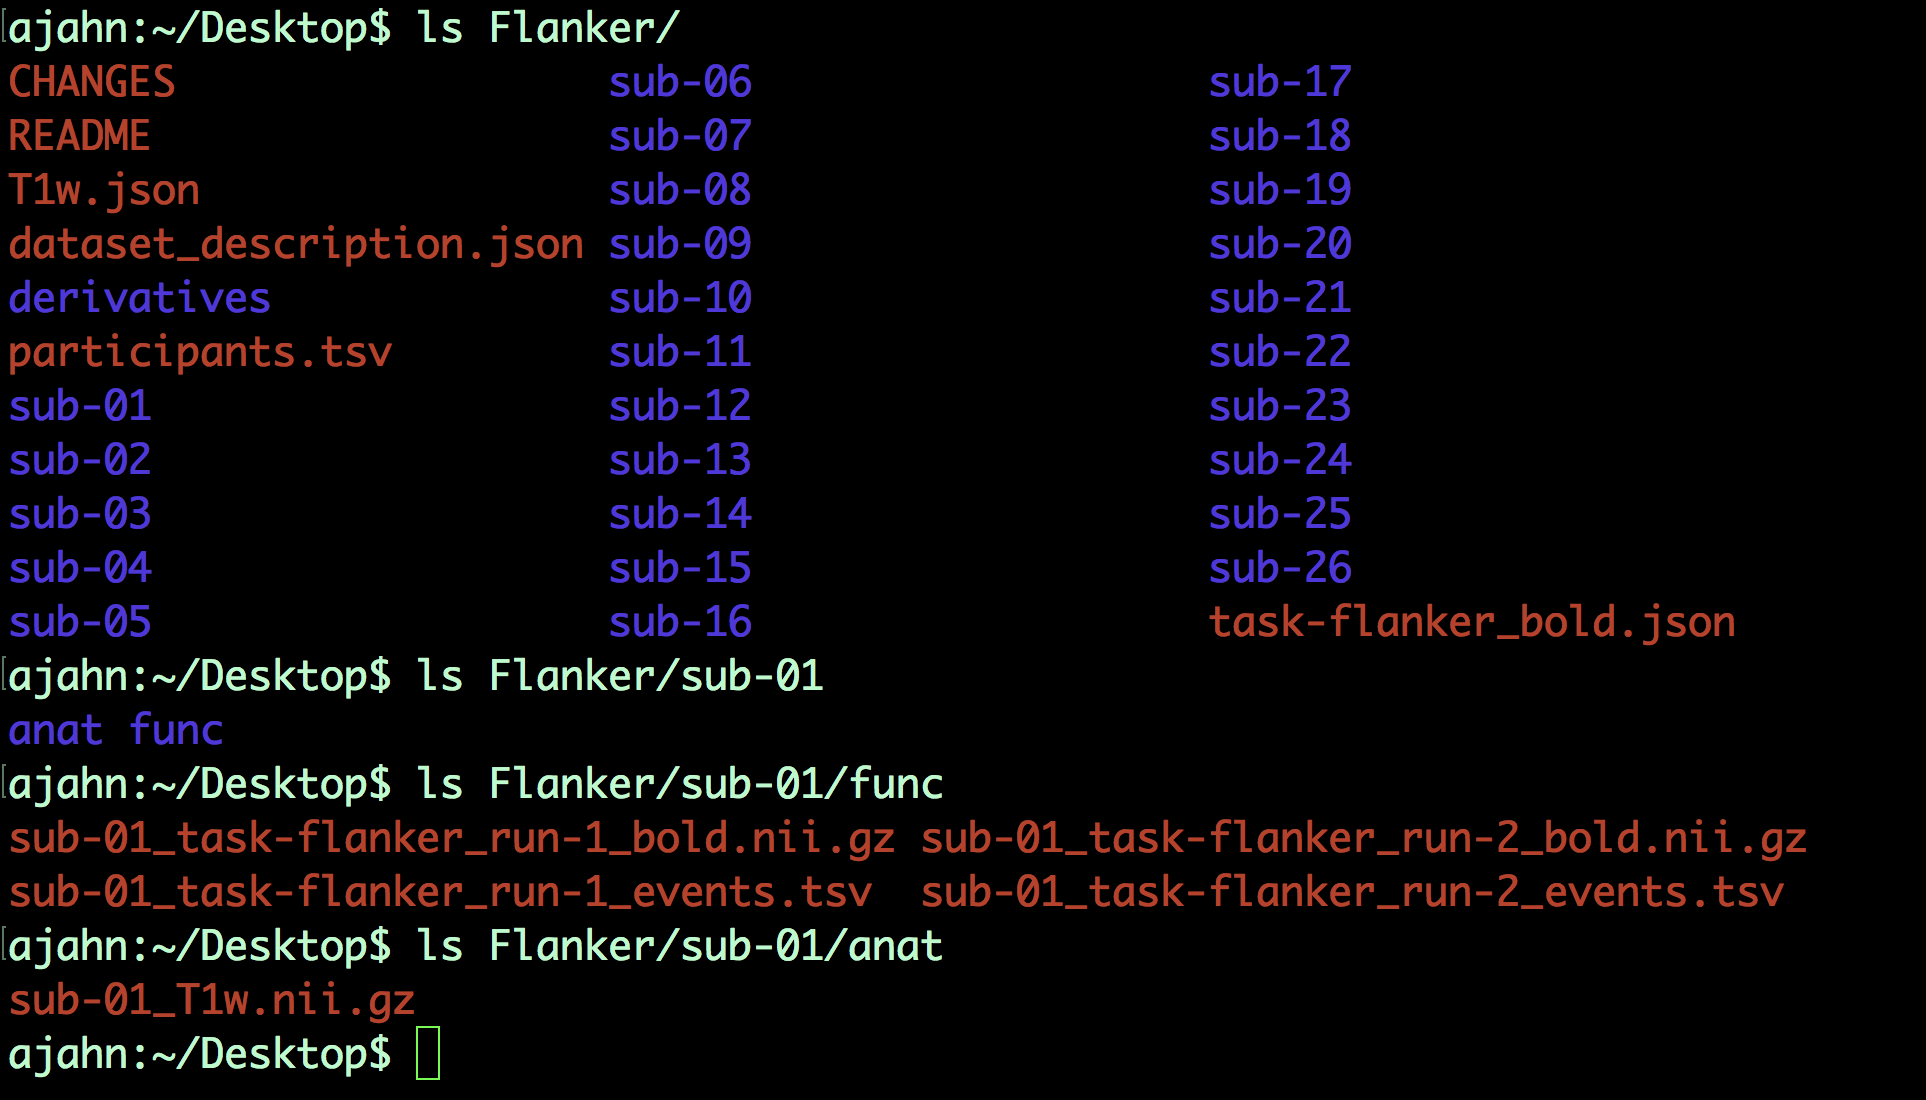 ajahn:~/Desktop$ ls Flanker/
CHANGES sub-06 sub-17
README sub-07 sub-18
T1w.json sub-08 sub-19
dataset_description.json sub-09 sub-20
derivatives sub-10 sub-21
participants.tsv sub-11 sub-22
sub-01 sub-12 sub-23
sub-02 sub-13 sub-24
sub-03 sub-14 sub-25
sub-04 sub-15 sub-26
sub-05 sub-16 task-flanker_bold.json
ajahn:~/Desktop$ ls Flanker/sub-01
anat func
ajahn:~/Desktop$ ls Flanker/sub-01/func
sub-01_task-flanker_run-1_bold.nii.gz sub-01_task-flanker_run-2_bold.nii.gz
sub-01_task-flanker_run-1_events.tsv sub-01_task-flanker_run-2_events.tsv
ajahn:~/Desktop$ ls Flanker/sub-01/anat
sub-01_T1w.nii.gz
ajahn:~/Desktop$